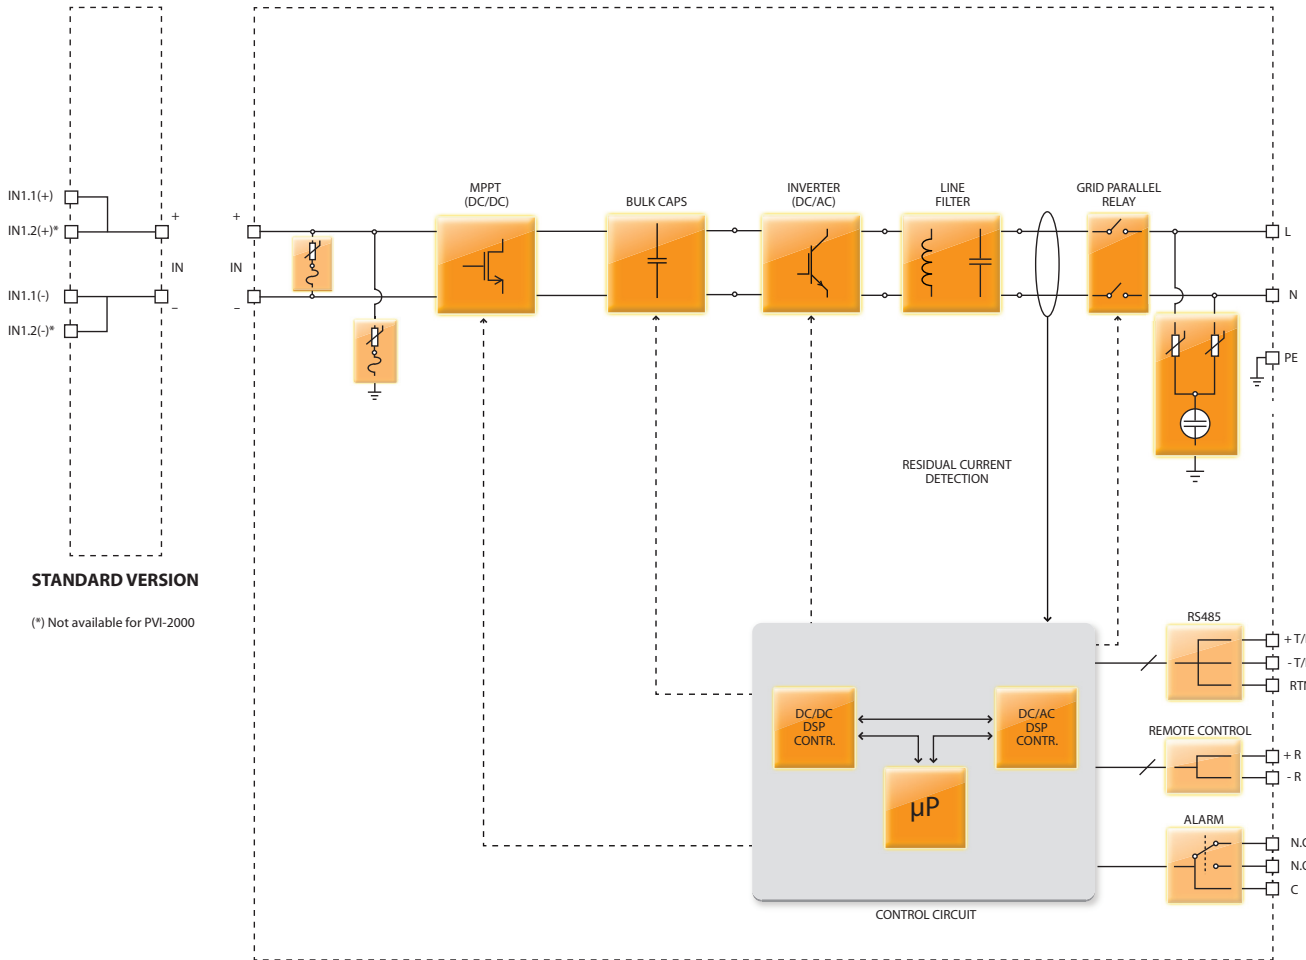 IN1.1(+)
IN1.2(+)*
IN1.1(-)
IN1.2(-)*
+
IN
–
STANDARD VERSION
(*) Not available for PVI-2000
+
IN
–
MPPT
(DC/DC)
BULK CAPS
INVERTER
(DC/AC)
LINE
FILTER
GRID PARALLEL
RELAY
L
N
PE
RESIDUAL CURRENT
DETECTION
DC/DC
DSP
CONTR.
DC/AC
DSP
CONTR.
µP
CONTROL CIRCUIT
RS485
+ T/
- T/
REMOTE CONTROL
+ R
- R
ALARM
C